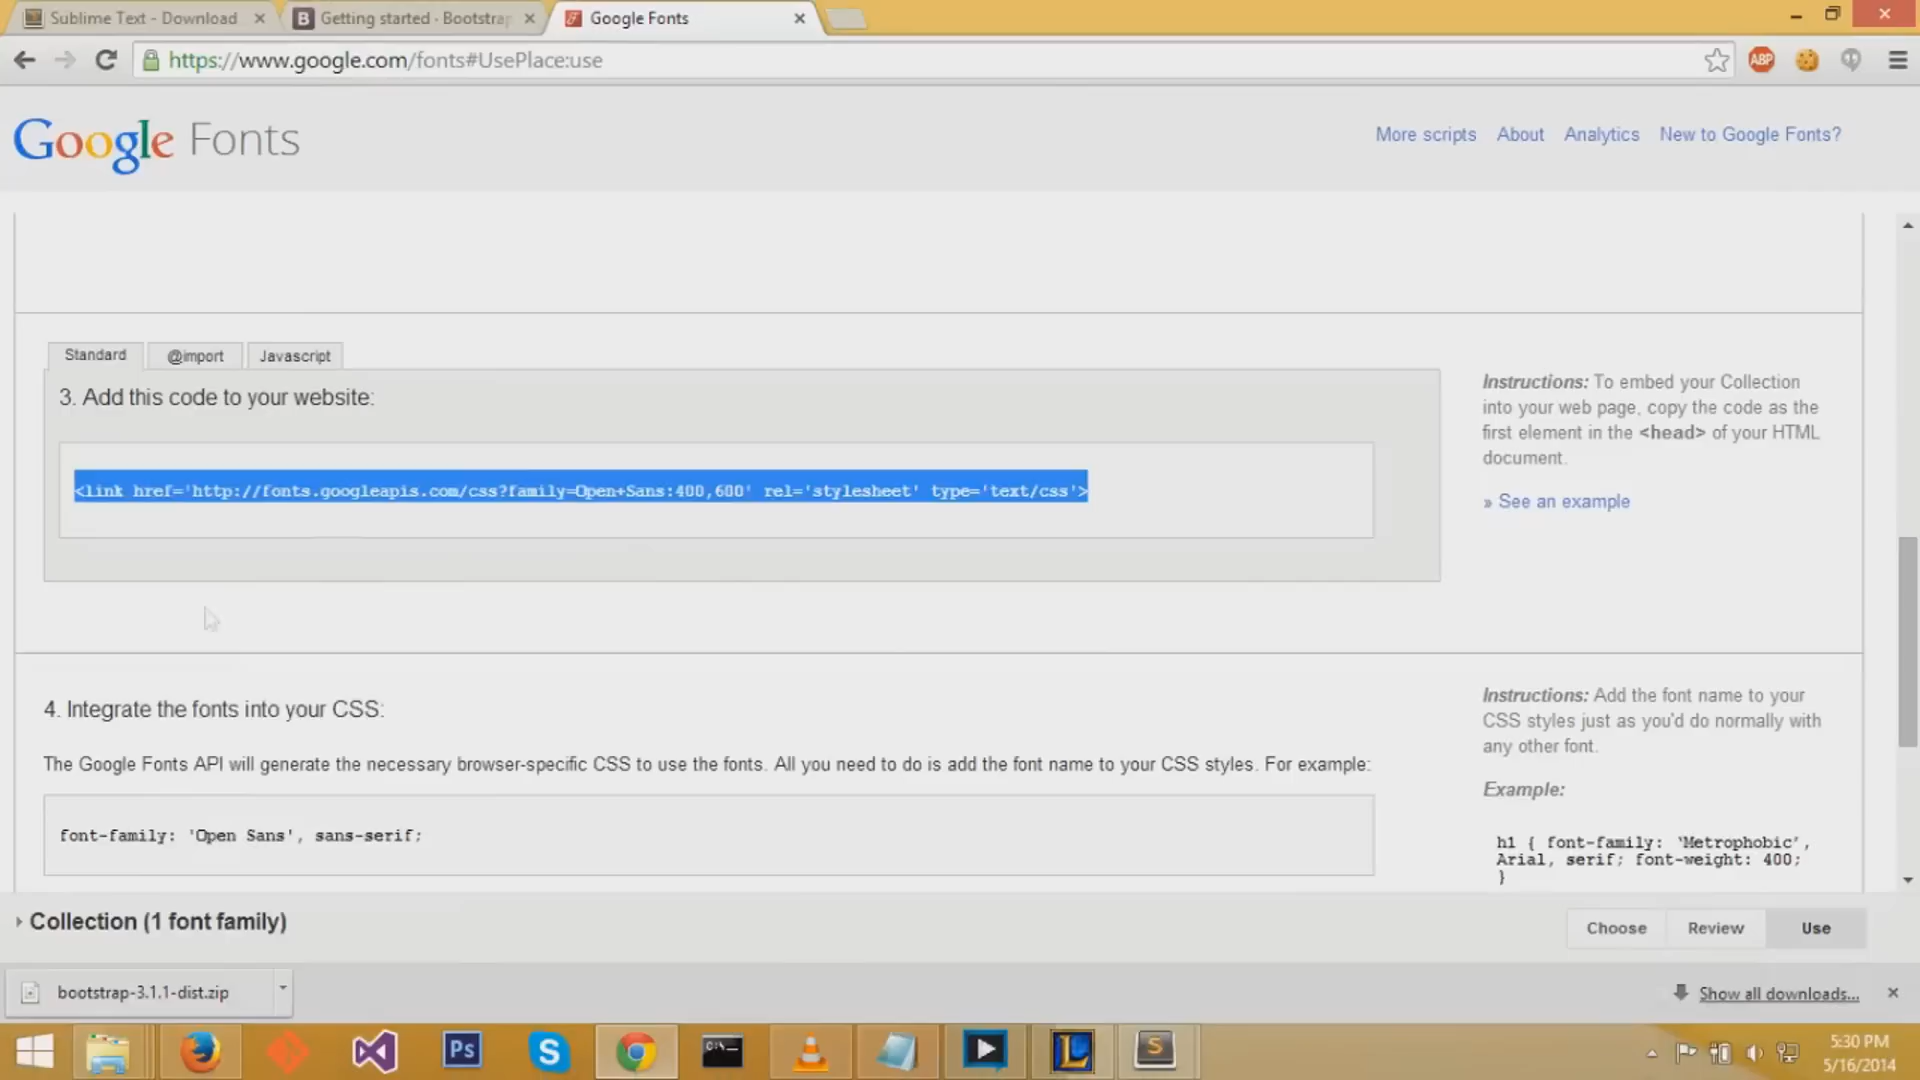 Sublime Text - Download
Getting started · Bootstrap
Google Fonts
https://www.google.com/fonts#UsePlace:use
ABP
Google Fonts
More scripts
About
Analytics
New to Google Fonts?
Standard
@import
Javascript
3. Add this code to your website:
<link href='http://fonts.googleapis.com/css?family=Open+Sans:400,600' rel='stylesheet' type='text/css'>
Instructions: To embed your Collection
into your web page, copy the code as the
first element in the <head> of your HTML
document.
» See an example
4. Integrate the fonts into your CSS:
The Google Fonts API will generate the necessary browser-specific CSS to use the fonts. All you need to do is add the font name to your CSS styles. For example:
font-family: 'Open Sans', sans-serif;
Instructions: Add the font name to your
CSS styles just as you'd do normally with
any other font.
Example:
h1 { font-family: 'Metrophobic',
Arial, serif; font-weight: 400;
}
Collection (1 font family)
Choose
Review
Use
bootstrap-3.1.1-dist.zip
Show all downloads...
Ps
S
C:\
L
S
5:30 PM
5/16/2014